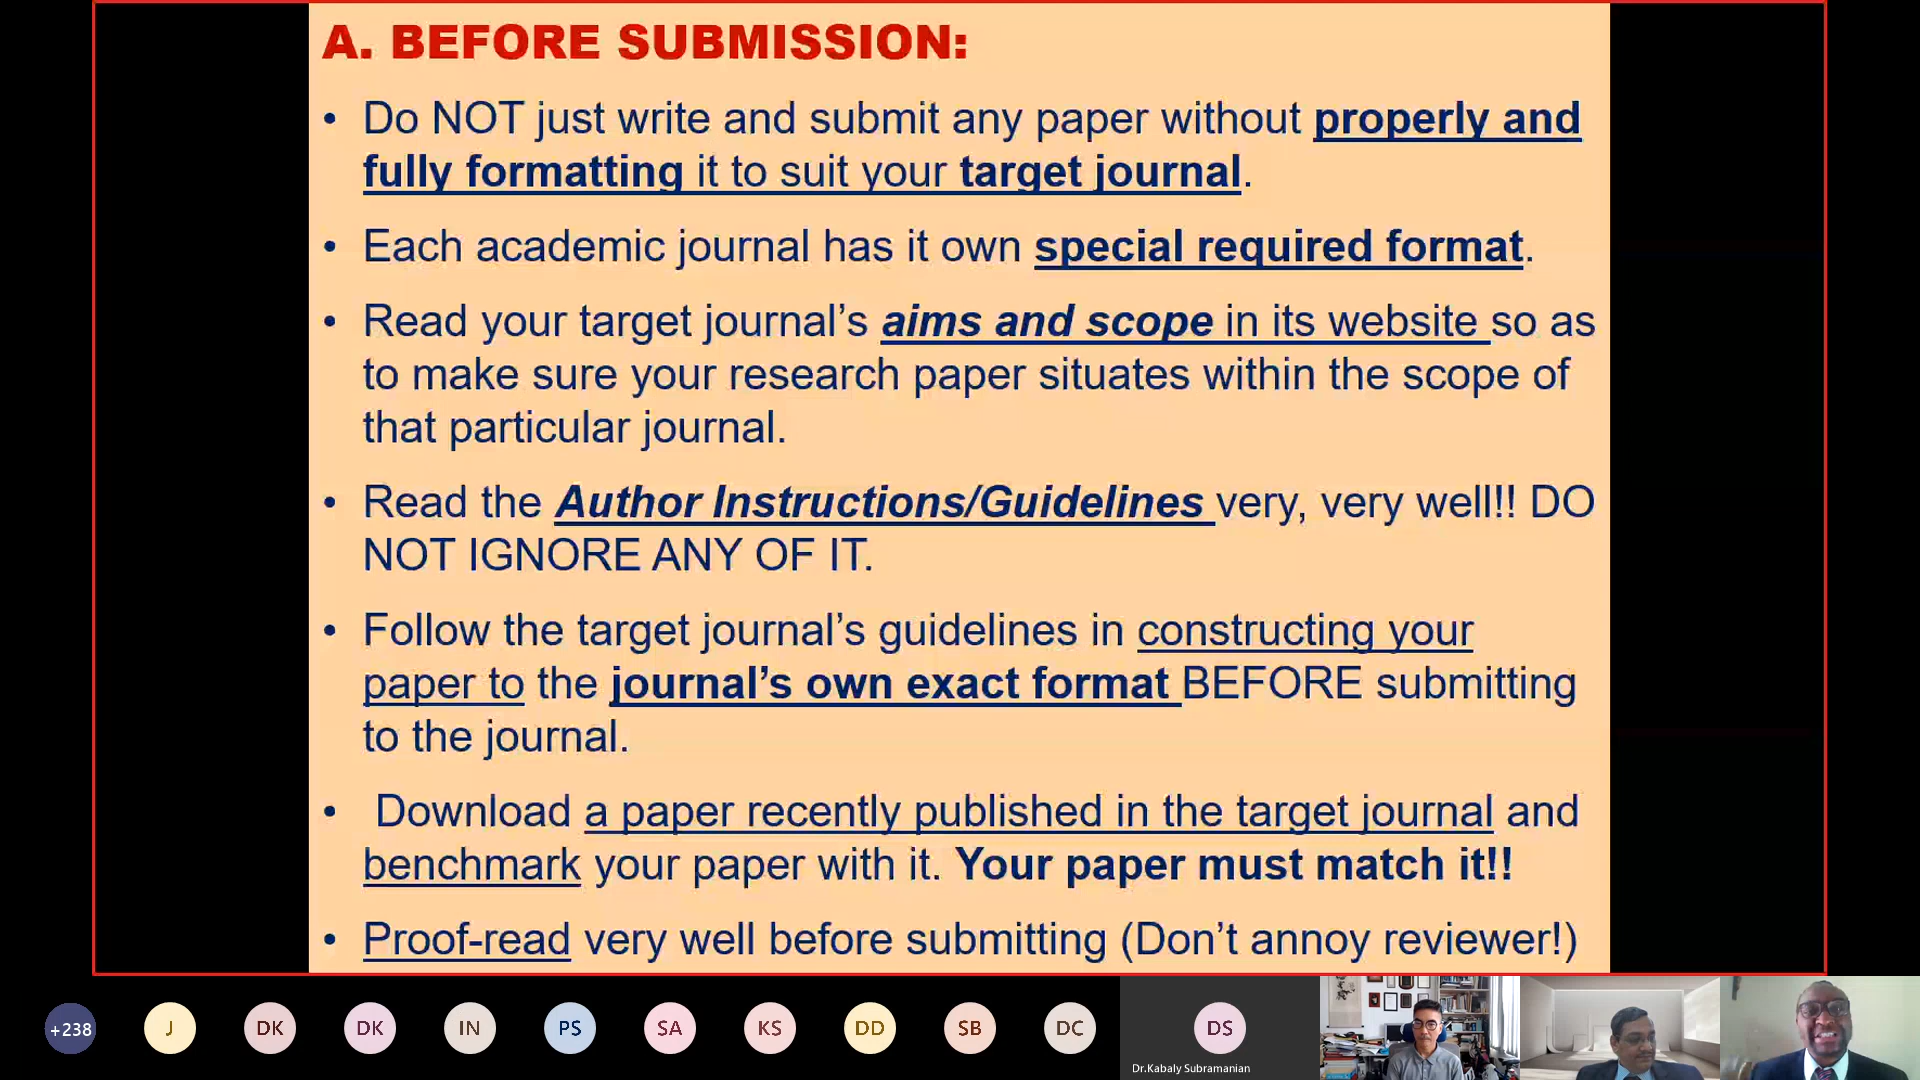 A. BEFORE SUBMISSION:
• Do NOT just write and submit any paper without properly and
fully formatting it to suit your target journal.
• Each academic journal has it own special required format.
• Read your target journal’s aims and scope in its website so as
to make sure your research paper situates within the scope of
that particular journal.
• Read the Author Instructions/Guidelines very, very well!! DO
NOT IGNORE ANY OF IT.
• Follow the target journal’s guidelines in constructing your
paper to the journal’s own exact format BEFORE submitting
to the journal.
• Download a paper recently published in the target journal and
benchmark your paper with it. Your paper must match it!!
• Proof-read very well before submitting (Don’t annoy reviewer!)
+238 J DK DK IN PS SA KS DD SB DC DS
Dr.Kabaly Subramanian